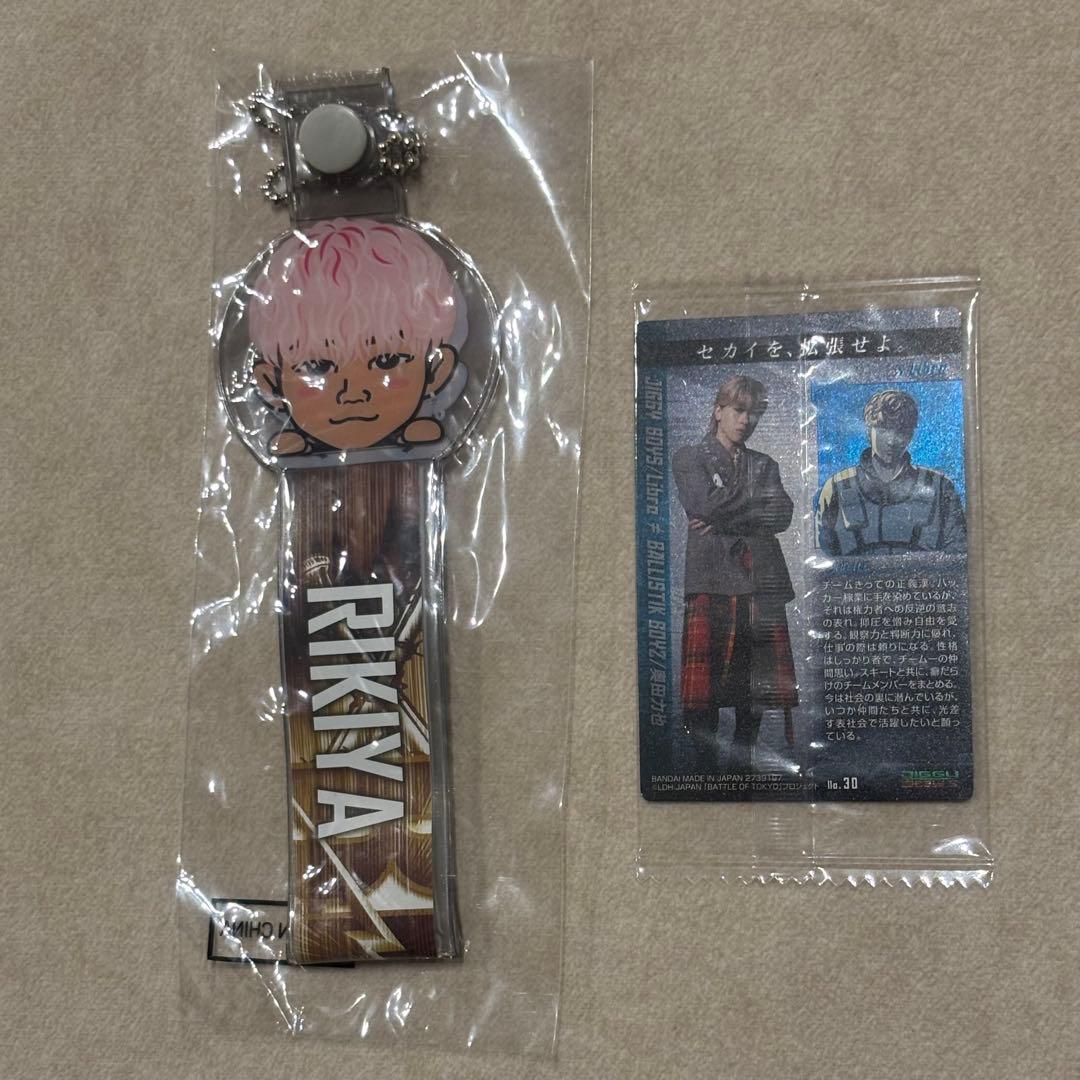 RIKIYA
N CHINA
セカイを、拡張せよ。
Libra
JIGGY BOYS/Libra ≠ BALLISTIK BOYZ/奥田力也
チームきっての正義漢。ハッ
カー稼業に手を染めているが、
それは権力者への反逆の意志
の表れ。抑圧を憎み自由を愛
する。観察力と判断力に優れ、
仕事の際は頼りになる。性格
はしっかり者で、チーム一の仲
間思い。スキートと共に、癖だら
けのチームメンバーをまとめる。
今は社会の裏に潜んでいるが、
いつか仲間たちと共に、光差
す表社会で活躍したいと願っ
ている。
BANDAI MADE IN JAPAN 2739107
©LDH JAPAN 「BATTLE OF TOKYO」プロジェクト No.30
JIGGY